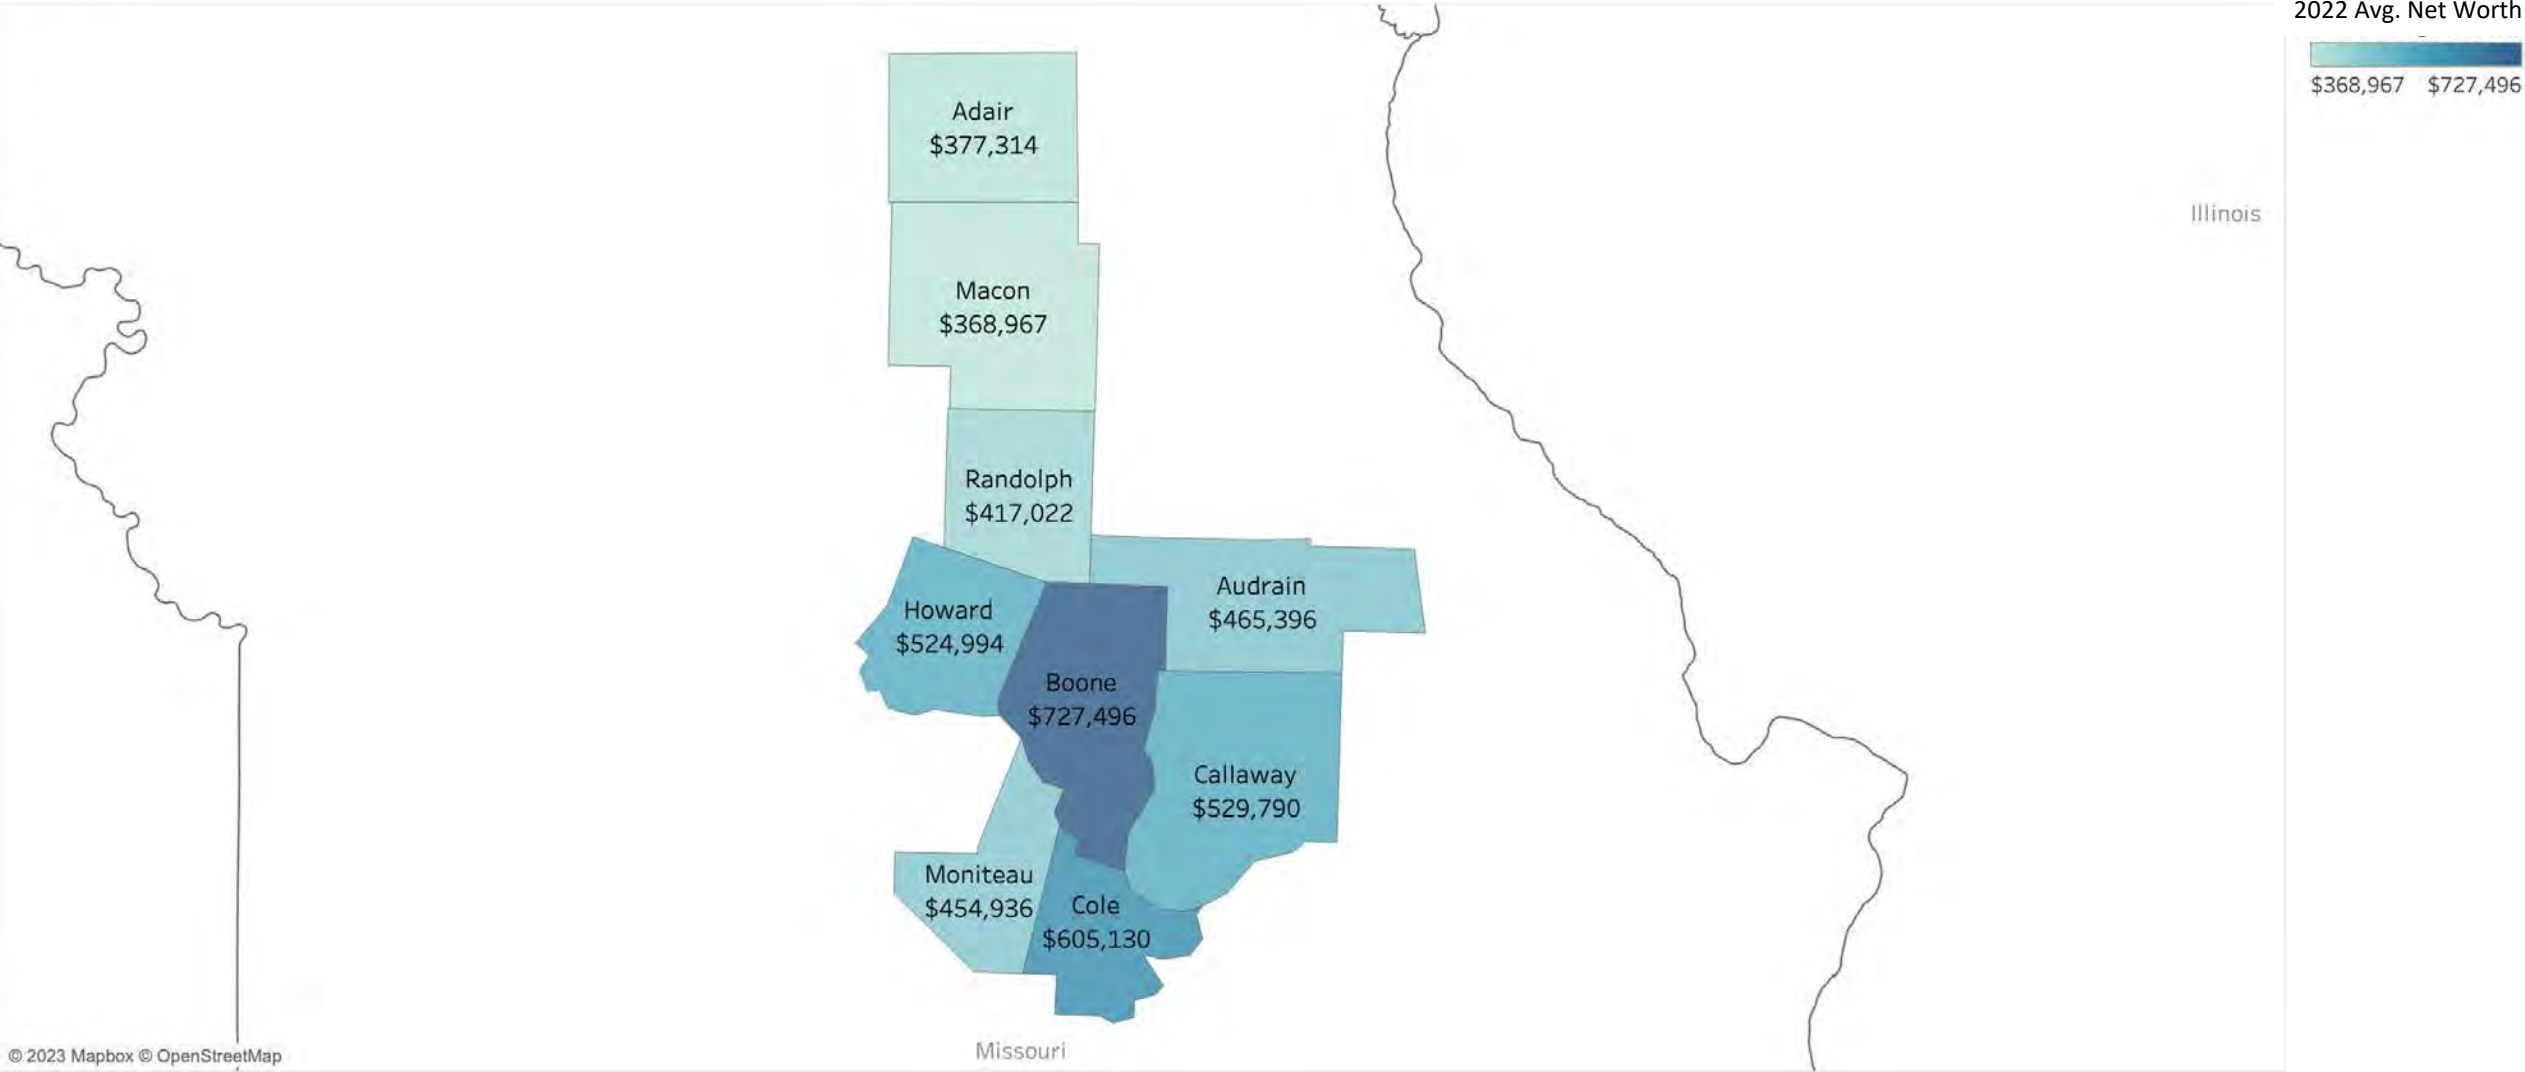 2022 Avg. Net Worth
$368,967 $727,496
Adair
$377,314
Illinois
Macon
$368,967
Randolph
$417,022
Audrain
$465,396
Howard
$524,994
Boone
$727,496
Callaway
$529,790
Moniteau
$454,936
Cole
$605,130
Missouri
© 2023 Mapbox © OpenStreetMap